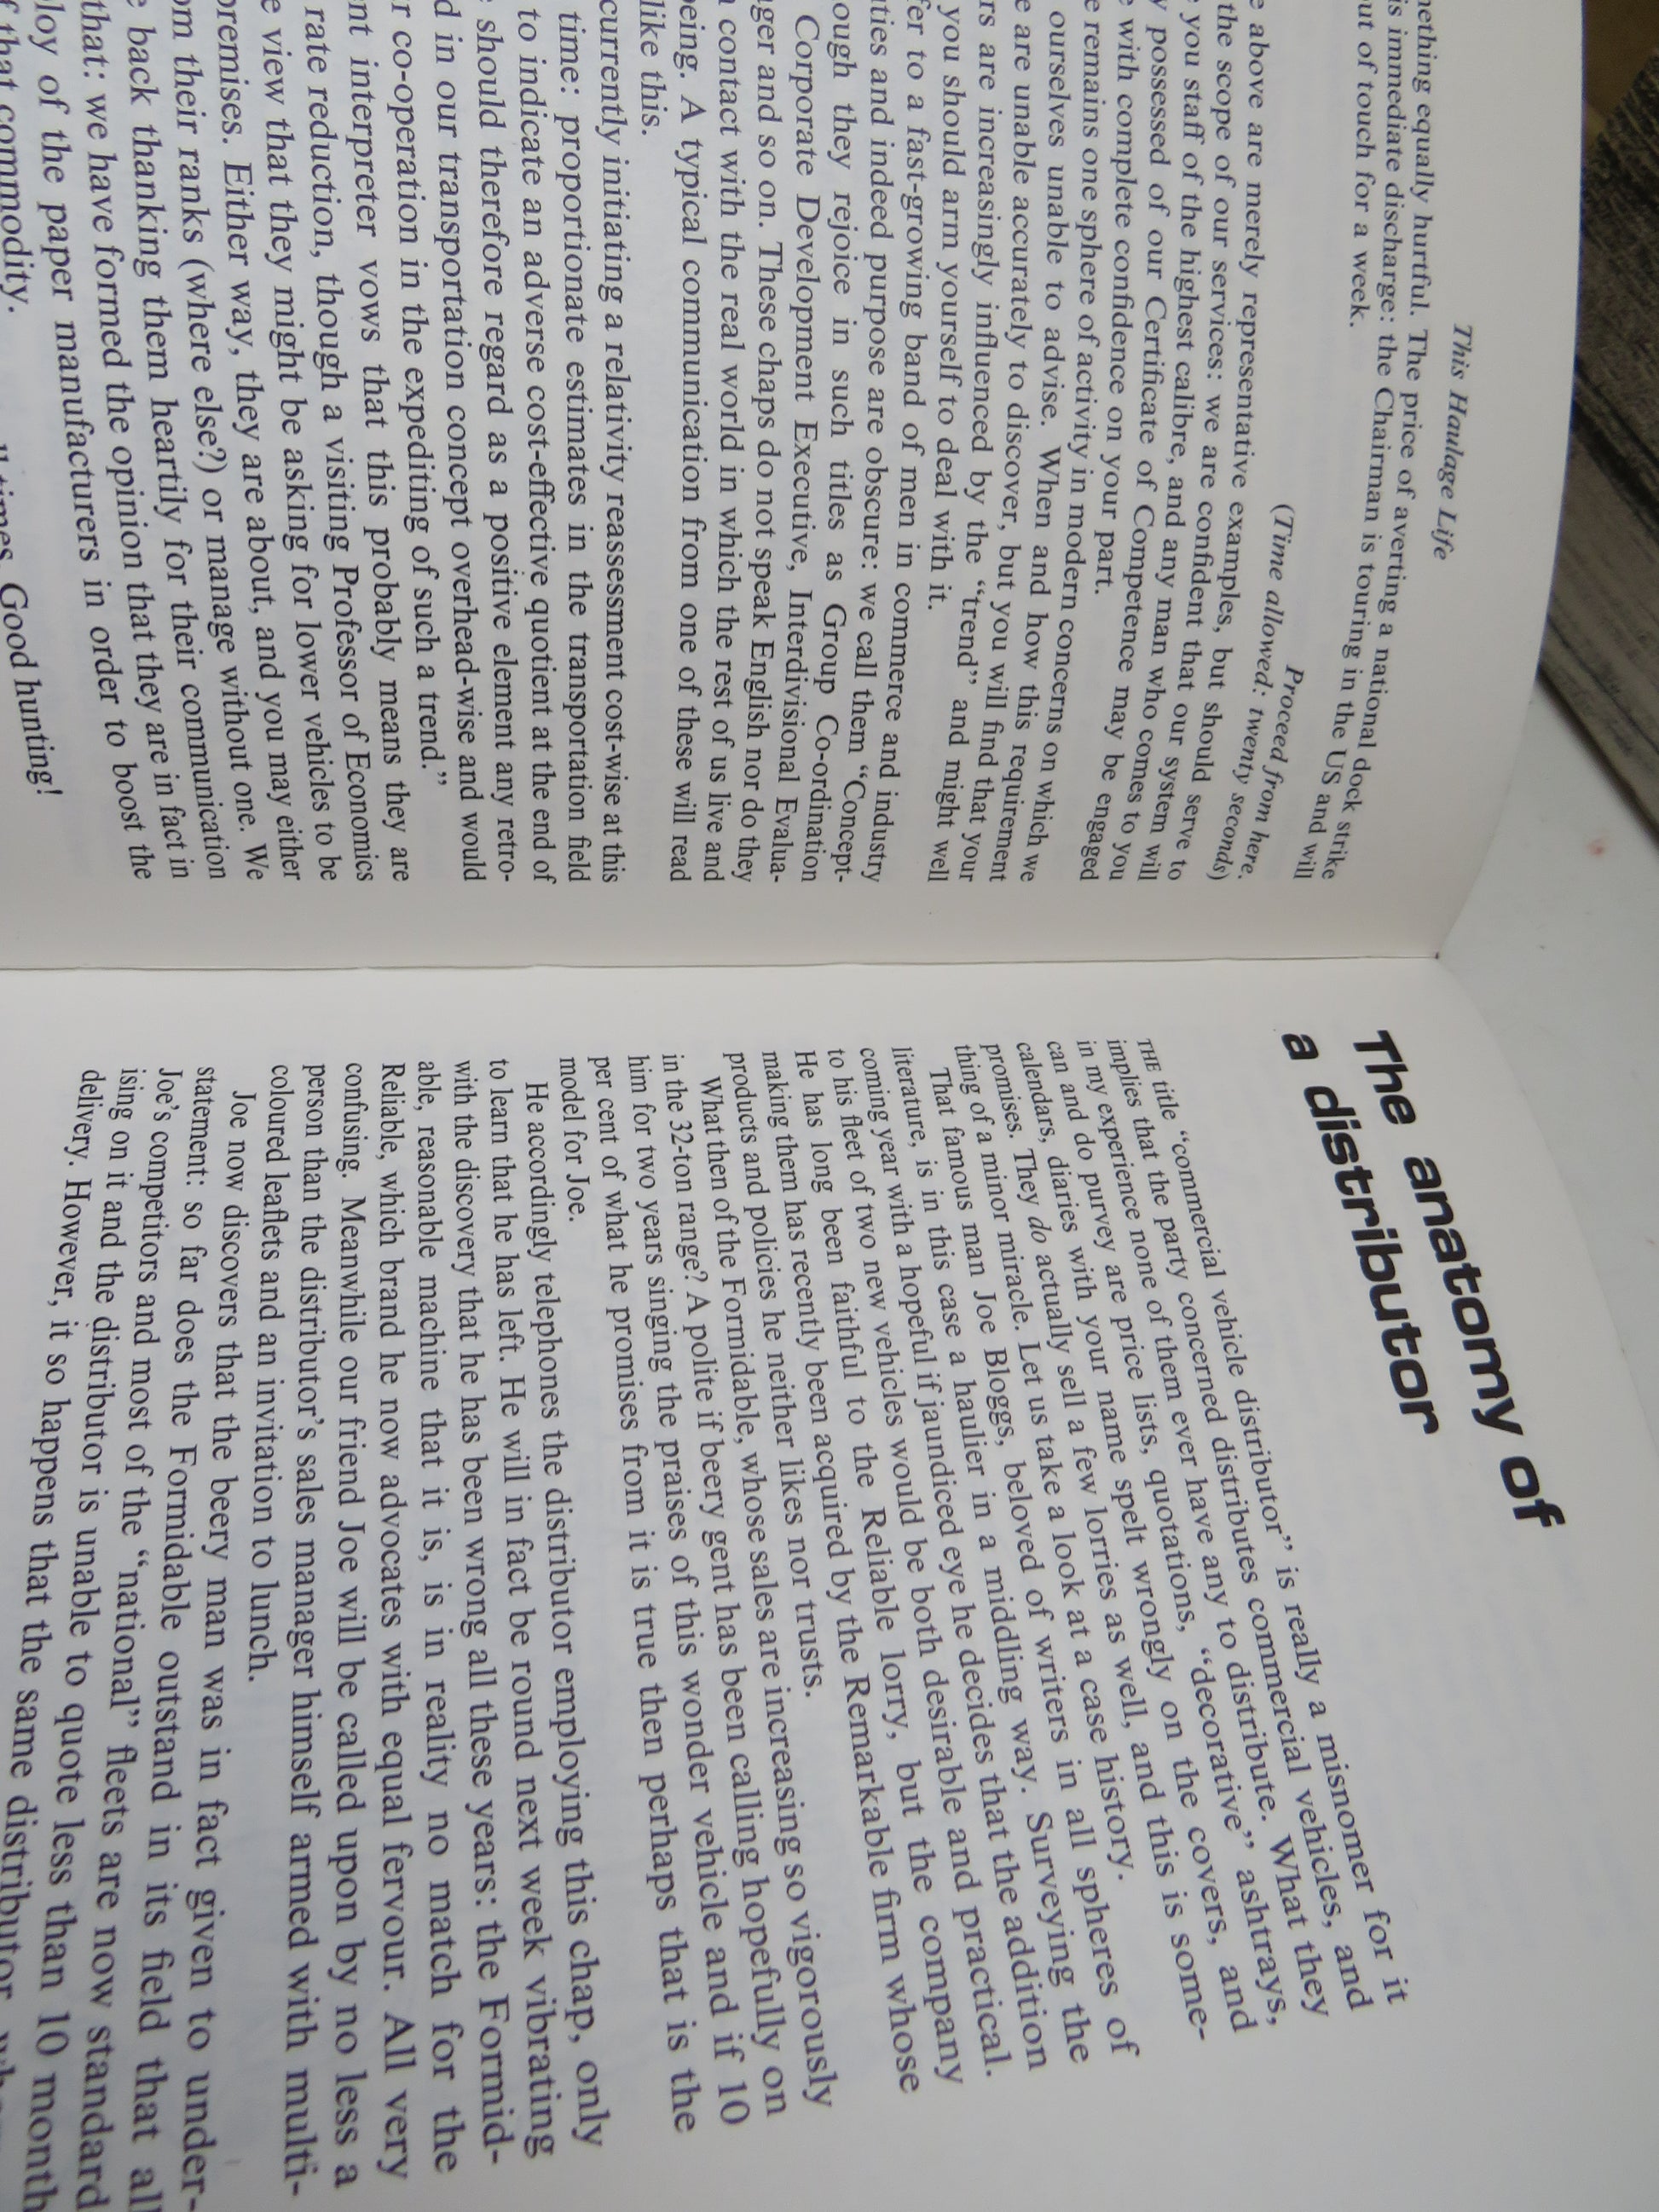 This Haulage Life
equally hurtful. The price of averting a national dock strike
is immediate discharge: the Chairman is touring in the US and will
out of touch for a week.
Proceed from here.
(Time allowed: twenty seconds)
above are merely representative examples, but should serve to
the scope of our services: we are confident that our system will
you staff of the highest calibre, and any man who comes to you
possessed of our Certificate of Competence may be engaged
with complete confidence on your part.
remains one sphere of activity in modern concerns on which we
ourselves unable to advise. When and how this requirement
are unable accurately to discover, but you will find that your
are increasingly influenced by the “trend” and might well
you should arm yourself to deal with it.
to a fast-growing band of men in commerce and industry
and indeed purpose are obscure: we call them “Concept-
they rejoice in such titles as Group Co-ordination
Corporate Development Executive, Interdivisional Evalua-
and so on. These chaps do not speak English nor do they
contact with the real world in which the rest of us live and
being. A typical communication from one of these will read
like this.
currently initiating a relativity reassessment cost-wise at this
time: proportionate estimates in the transportation field
to indicate an adverse cost-effective quotient at the end of
should therefore regard as a positive element any retro-
in our transportation concept overhead-wise and would
co-operation in the expediting of such a trend.”
interpreter vows that this probably means they are
rate reduction, though a visiting Professor of Economics
view that they might be asking for lower vehicles to be
premises. Either way, they are about, and you may either
from their ranks (where else?) or manage without one. We
back thanking them heartily for their communication
that: we have formed the opinion that they are in fact in
of the paper manufacturers in order to boost the
that commodity.
times. Good hunting!
The anatomy of
a distributor
THE title “commercial vehicle distributor” is really a misnomer for it
implies that the party concerned distributes commercial vehicles, and
in my experience none of them ever have any to distribute. What they
can and do purvey are price lists, quotations, “decorative” ashtrays,
calendars, diaries with your name spelt wrongly on the covers, and
promises. They do actually sell a few lorries as well, and this is some-
thing of a minor miracle. Let us take a look at a case history.
That famous man Joe Bloggs, beloved of writers in all spheres of
literature, is in this case a haulier in a middling way. Surveying the
coming year with a hopeful if jaundiced eye he decides that the addition
to his fleet of two new vehicles would be both desirable and practical.
He has long been faithful to the Reliable lorry, but the company
making them has recently been acquired by the Remarkable firm whose
products and policies he neither likes nor trusts.
What then of the Formidable, whose sales are increasing so vigorously
in the 32-ton range? A polite if beery gent has been calling hopefully on
him for two years singing the praises of this wonder vehicle and if 10
per cent of what he promises from it is true then perhaps that is the
model for Joe.
He accordingly telephones the distributor employing this chap, only
to learn that he has left. He will in fact be round next week vibrating
with the discovery that he has been wrong all these years: the Formid-
able, reasonable machine that it is, is in reality no match for the
Reliable, which brand he now advocates with equal fervour. All very
confusing. Meanwhile our friend Joe will be called upon by no less a
person than the distributor’s sales manager himself armed with multi-
coloured leaflets and an invitation to lunch.
Joe now discovers that the beery man was in fact given to under-
statement: so far does the Formidable outstand in its field that all
Joe’s competitors and most of the “national” fleets are now standard
ising on it and the distributor is unable to quote less than 10 month
delivery. However, it so happens that the same distributor